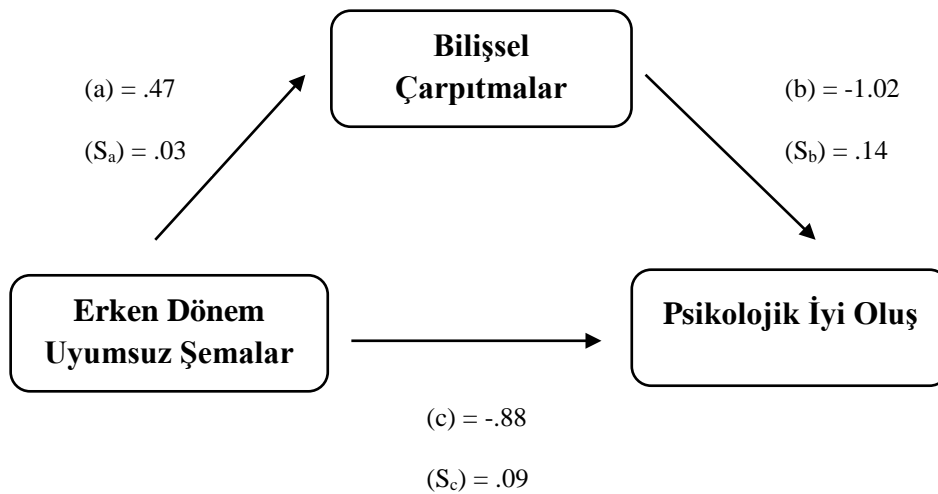 Bilişsel
Çarpıtmalar
(a) = .47
(Sa) = .03
(b) = -1.02
(Sb) = .14
Erken Dönem
Uyumsuz Şemalar
Psikolojik İyi Oluş
(c) = -.88
(Sc) = .09